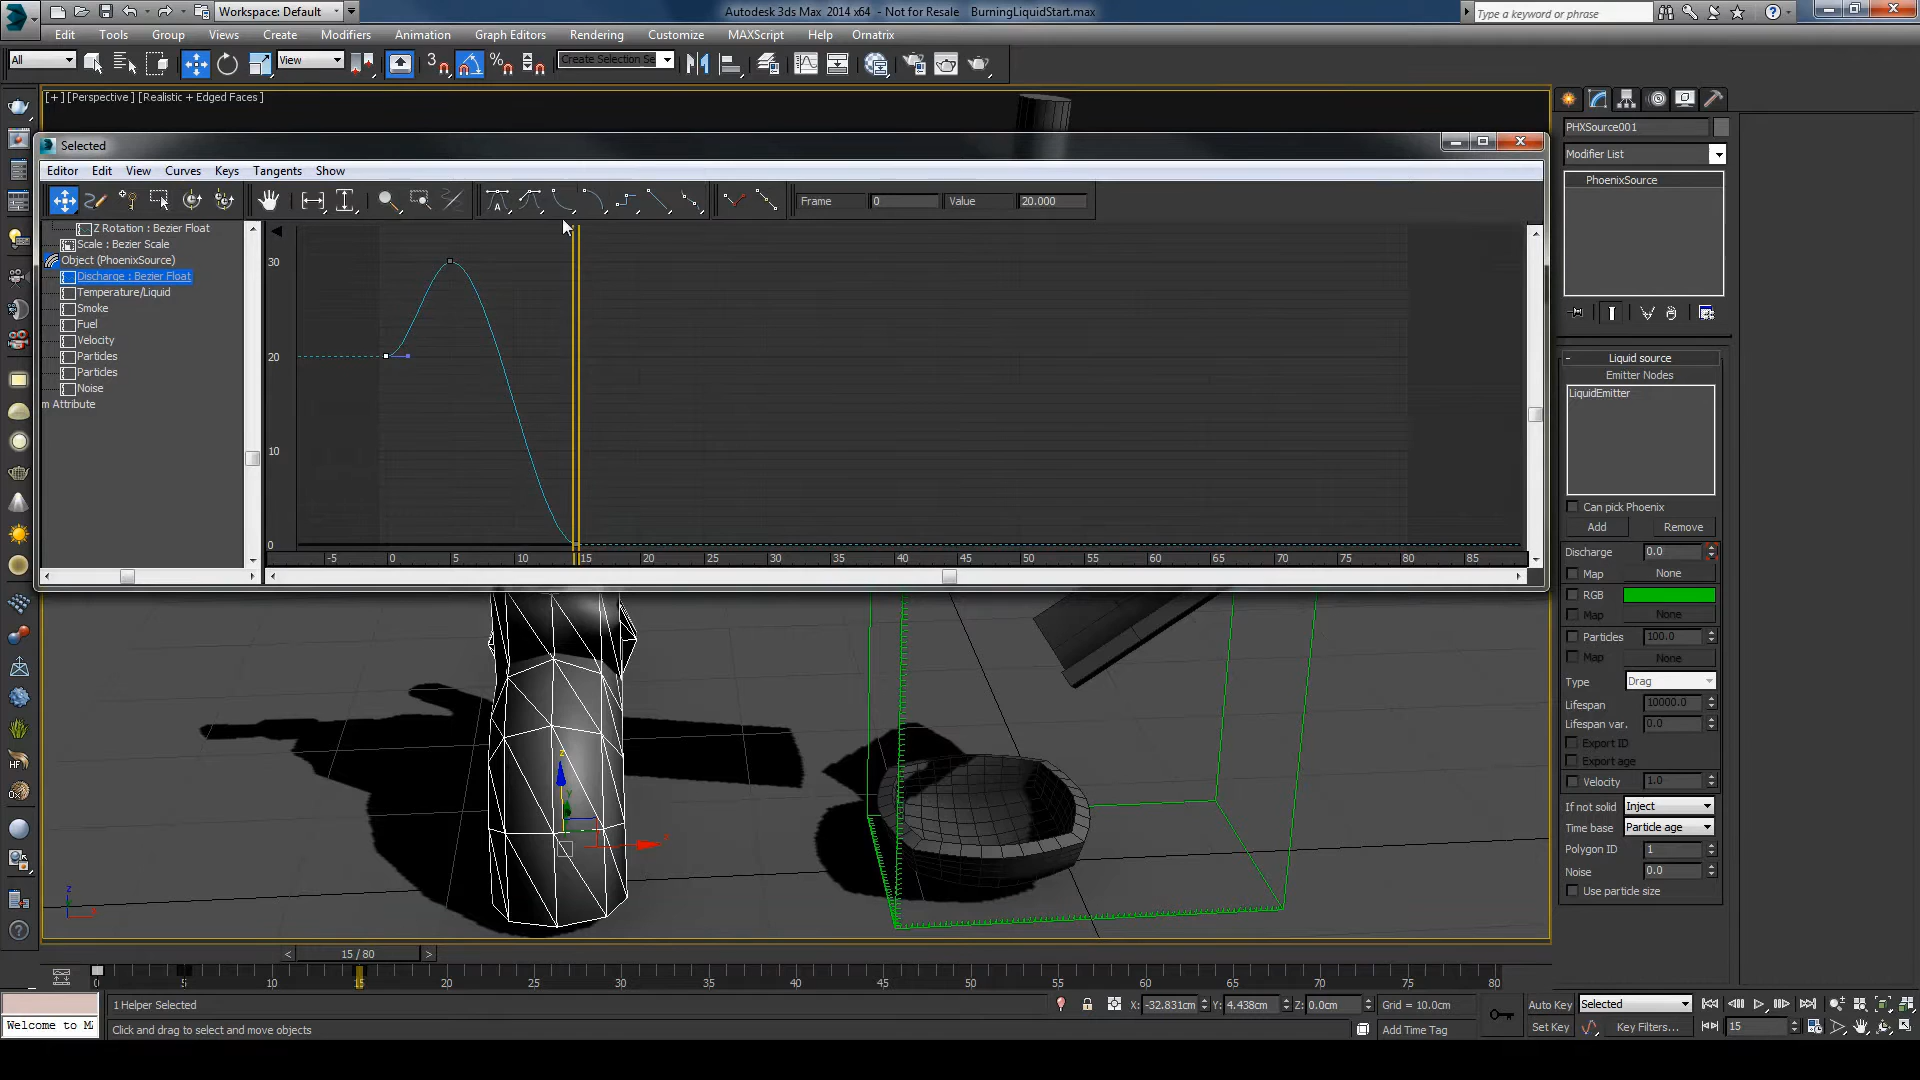 Workspace: Default
Autodesk 3ds Max 2014 x64 - Not for Resale BurningLiquidStart.max
Type a keyword or phrase
Edit Tools Group Views Create Modifiers Animation Graph Editors Rendering Customize MAXScript Help Ornatrix
All
View
3
%
Create Selection Se
[+] [Perspective] [Realistic + Edged Faces]
Selected
Editor Edit View Curves Keys Tangents Show
Frame 0 Value 20.000
Z Rotation : Bezier Float
Scale : Bezier Scale
Object (PhoenixSource)
Discharge : Bezier Float
Temperature/Liquid
Smoke
Fuel
Velocity
Particles
Particles
Noise
m Attribute
30
20
10
0
-5 0 5 10 15 20 25 30 35 40 45 50 55 60 65 70 75 80 85
PHXSource001
Modifier List
PhoenixSource
- Liquid source
Emitter Nodes
LiquidEmitter
Can pick Phoenix
Add Remove
Discharge 0.0
Map None
RGB
Map None
Particles 100.0
Map None
Type Drag
Lifespan 10000.0
Lifespan var. 0.0
Export ID
Export age
Velocity 1.0
If not solid Inject
Time base Particle age
Polygon ID 1
Noise 0.0
Use particle size
HF
z
y
x
z
x
< 15 / 80 >
0 5 10 15 20 25 30 35 40 45 50 55 60 65 70 75 80
1 Helper Selected
X: -32.831cm Y: 4.438cm Z: 0.0cm Grid = 10.0cm
Auto Key Selected
Welcome to M
Click and drag to select and move objects
Add Time Tag
Set Key Key Filters...
15